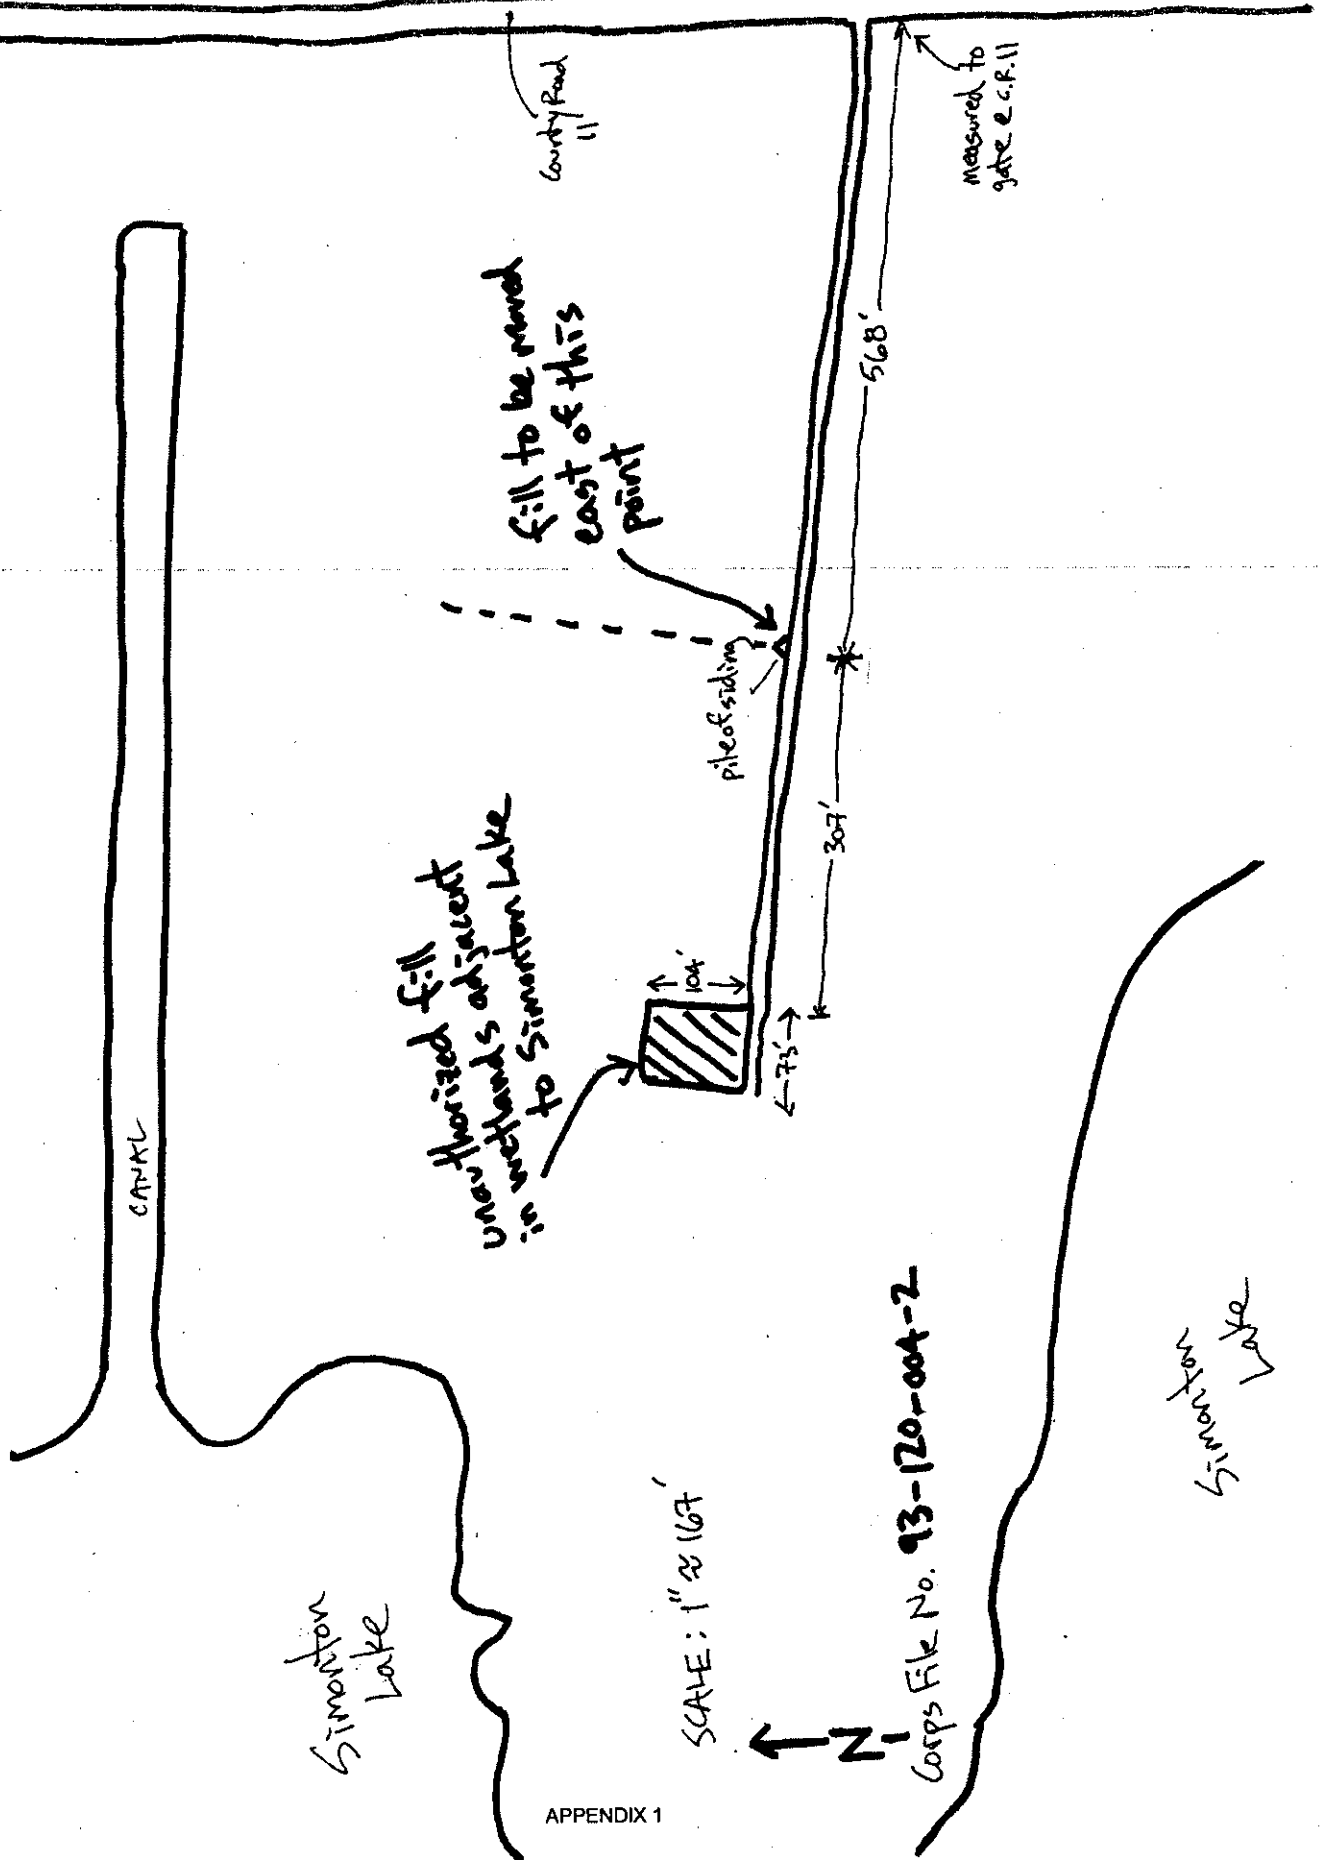 County Road
11
measured to
gate @ C.R. 11
fill to be moved
east of this
point
568'
pile of siding
307'
unauthorized fill
in wetlands adjacent
to Simonton Lake
104'
73'
CANAL
Simonton
Lake
SCALE: 1" ≈ 167'
N
Corps File No. 93-120-004-2
Simonton
Lake
APPENDIX 1